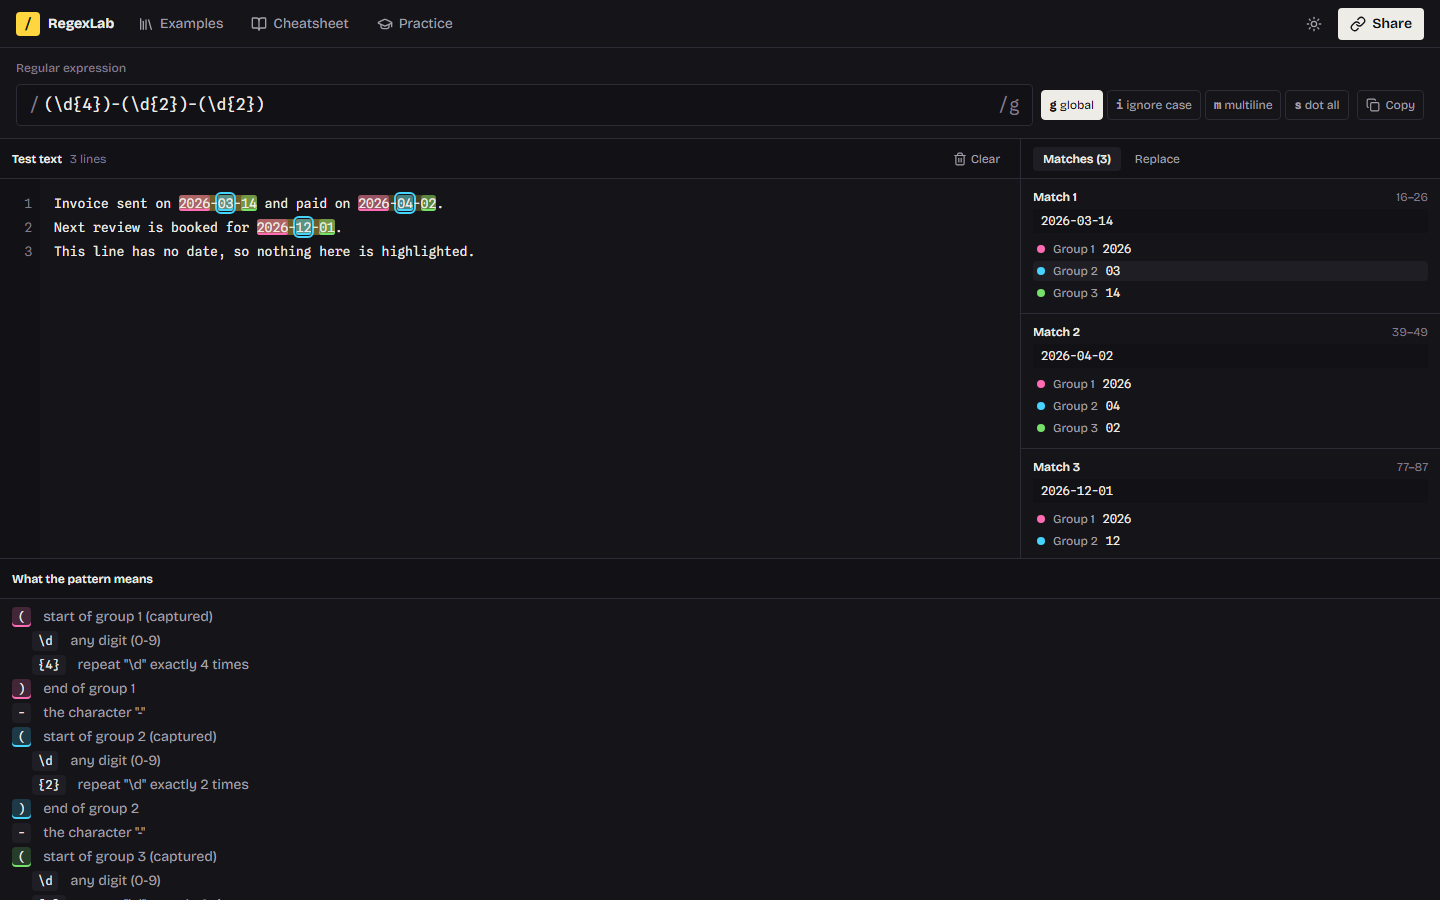 / RegexLab Examples Cheatsheet Practice Share
Regular expression
/ (\d{4})-(\d{2})-(\d{2}) /g g global i ignore case m multiline s dot all Copy
Test text 3 lines Clear Matches (3) Replace
1 Invoice sent on 2026-03-14 and paid on 2026-04-02.
2 Next review is booked for 2026-12-01.
3 This line has no date, so nothing here is highlighted.
Match 1 16–26
2026-03-14
Group 1 2026
Group 2 03
Group 3 14
Match 2 39–49
2026-04-02
Group 1 2026
Group 2 04
Group 3 02
Match 3 77–87
2026-12-01
Group 1 2026
Group 2 12
What the pattern means
( start of group 1 (captured)
\d any digit (0-9)
{4} repeat "\d" exactly 4 times
) end of group 1
- the character "-"
( start of group 2 (captured)
\d any digit (0-9)
{2} repeat "\d" exactly 2 times
) end of group 2
- the character "-"
( start of group 3 (captured)
\d any digit (0-9)